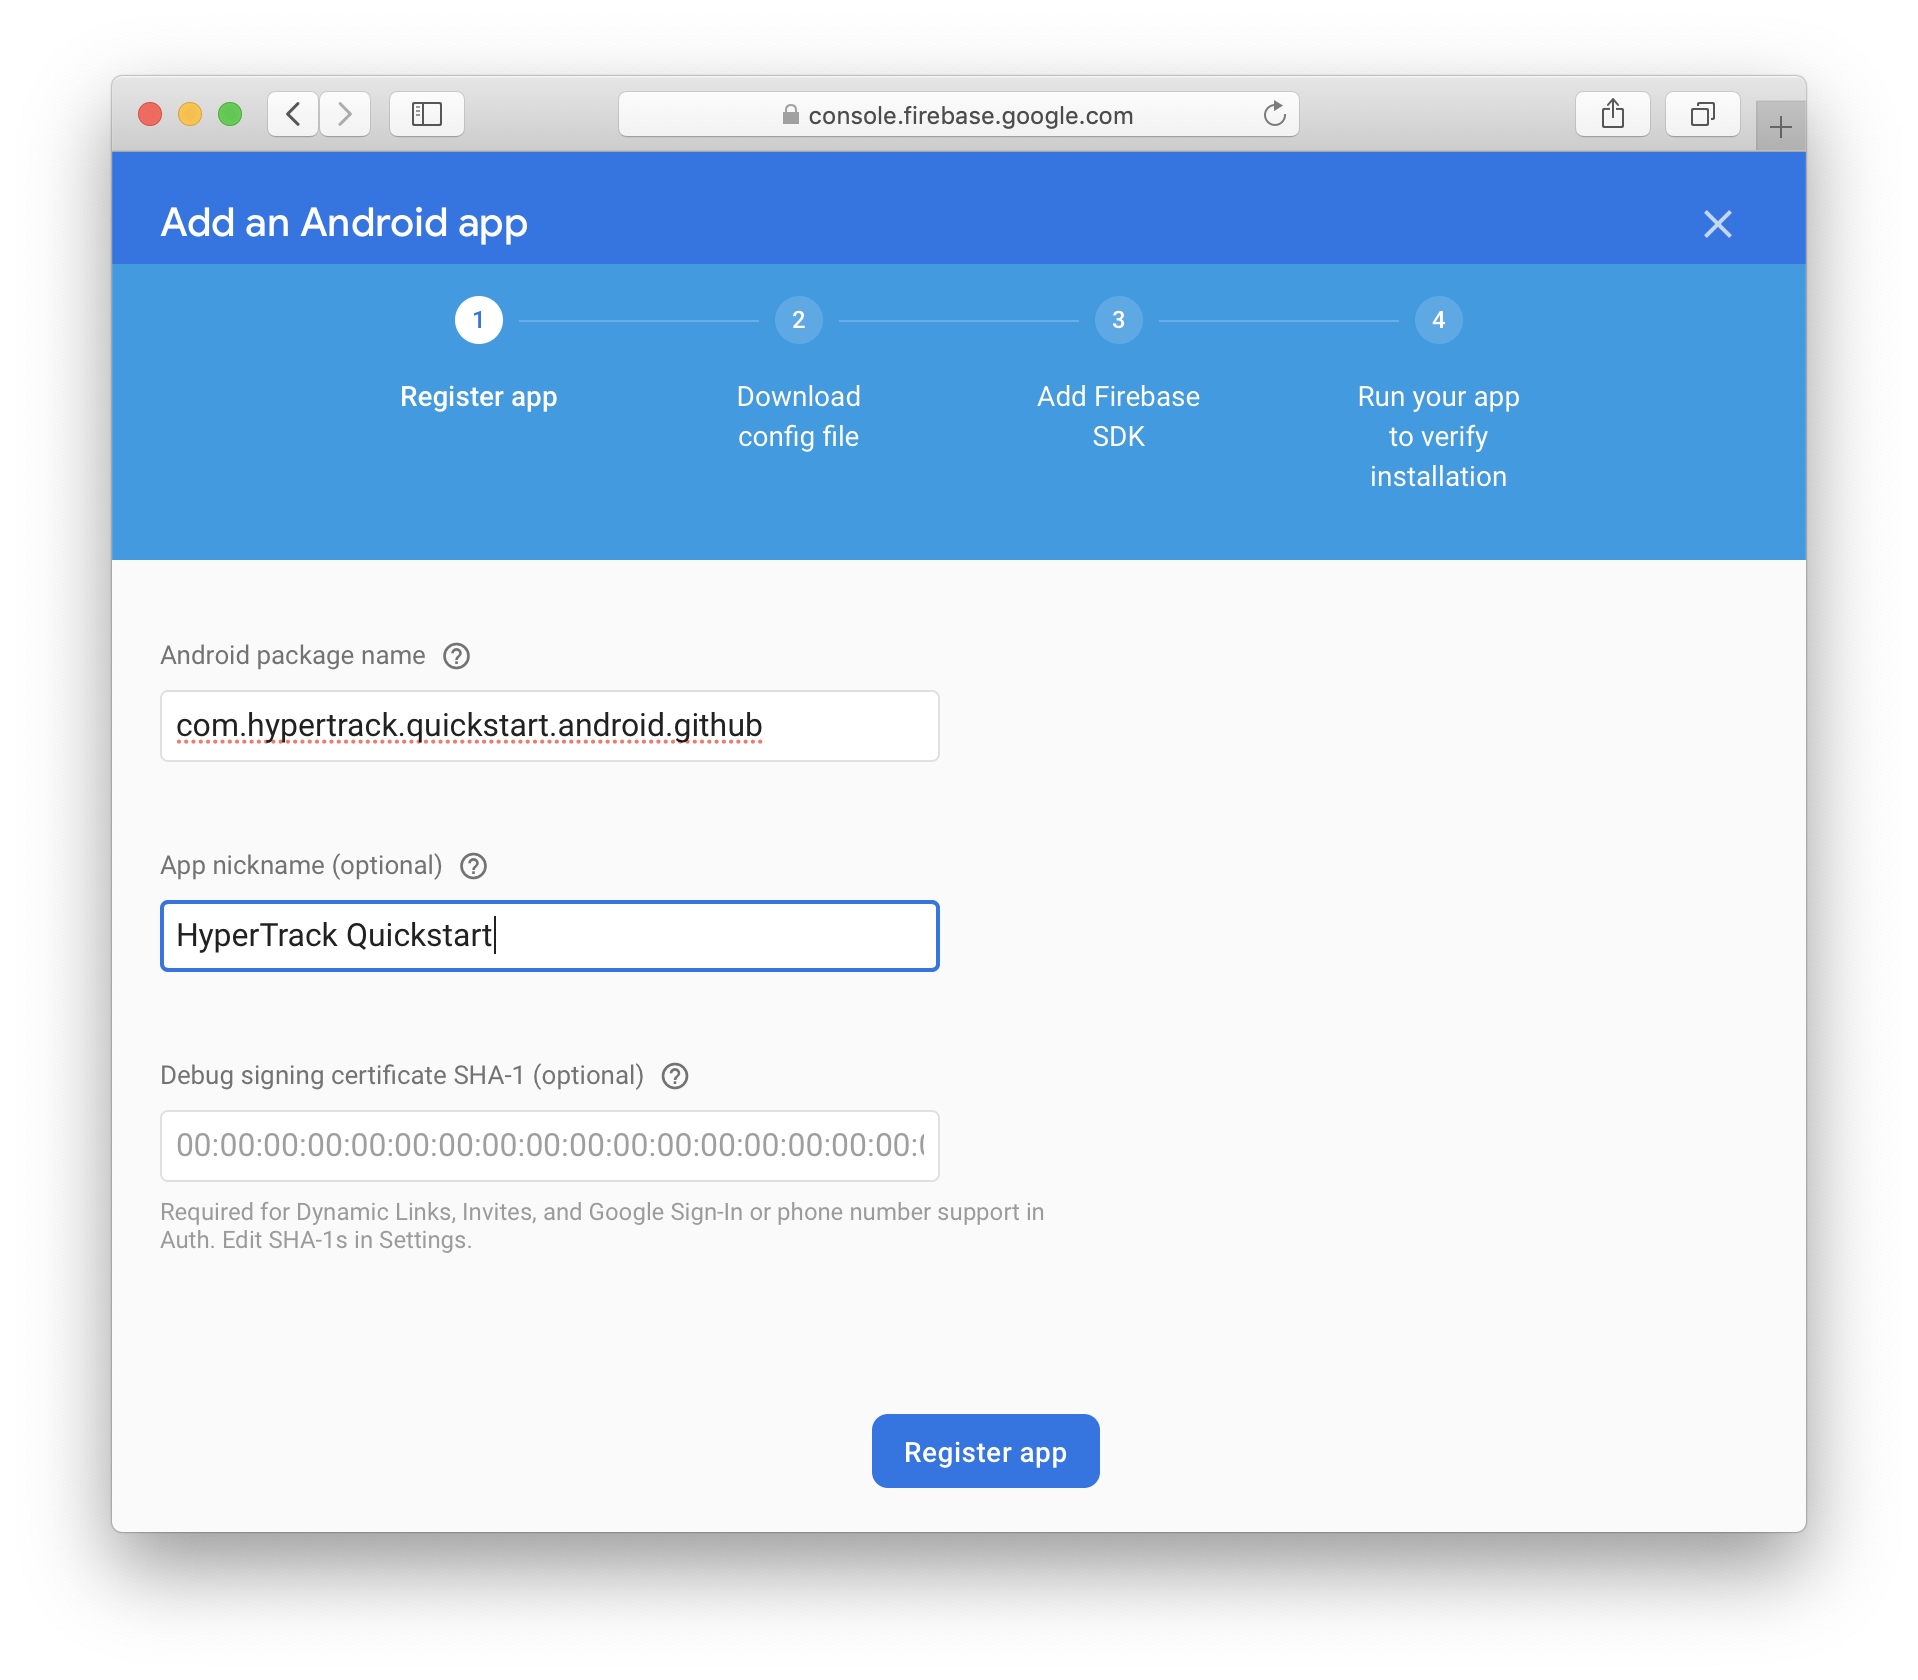 console.firebase.google.com
Add an Android app
1
2
3
4
Register app
Download
config file
Add Firebase
SDK
Run your app
to verify
installation
Android package name
com.hypertrack.quickstart.android.github
App nickname (optional)
HyperTrack Quickstart
Debug signing certificate SHA-1 (optional)
00:00:00:00:00:00:00:00:00:00:00:00:00:00:00:00:00:
Required for Dynamic Links, Invites, and Google Sign-In or phone number support in
Auth. Edit SHA-1s in Settings.
Register app